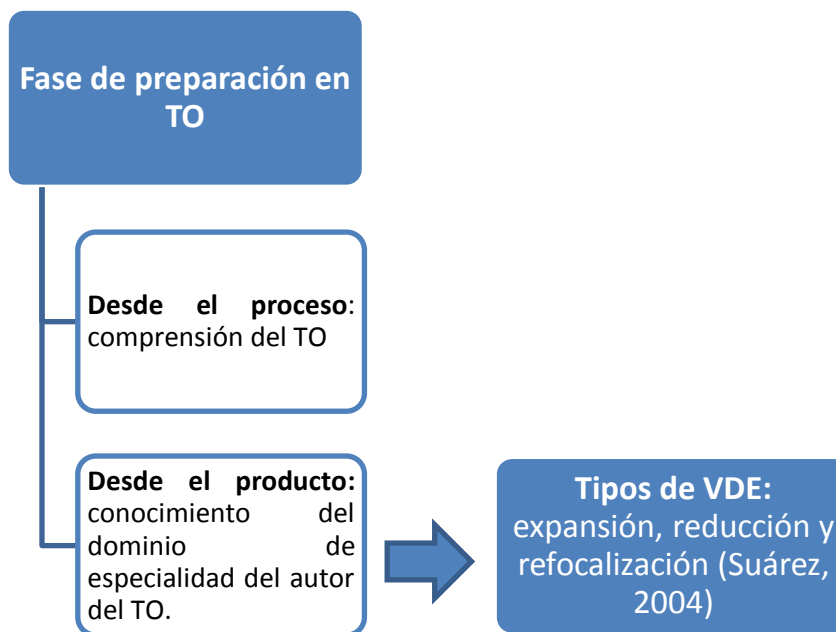 Fase de preparación en
TO
Desde el proceso:
comprensión del TO
Desde el producto:
conocimiento del
dominio de
especialidad del autor
del TO.
Tipos de VDE:
expansión, reducción y
refocalización (Suárez,
2004)